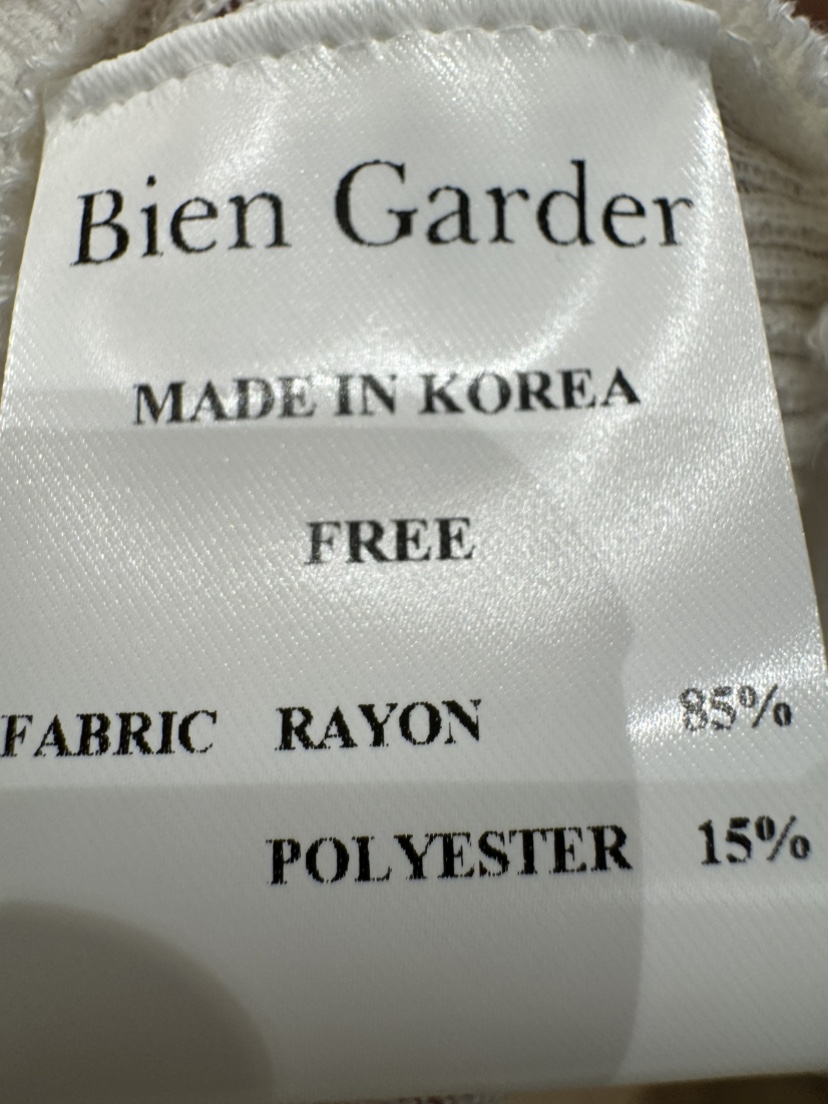 Bien Garder
MADE IN KOREA
FREE
FABRIC RAYON 85%
POLYESTER 15%